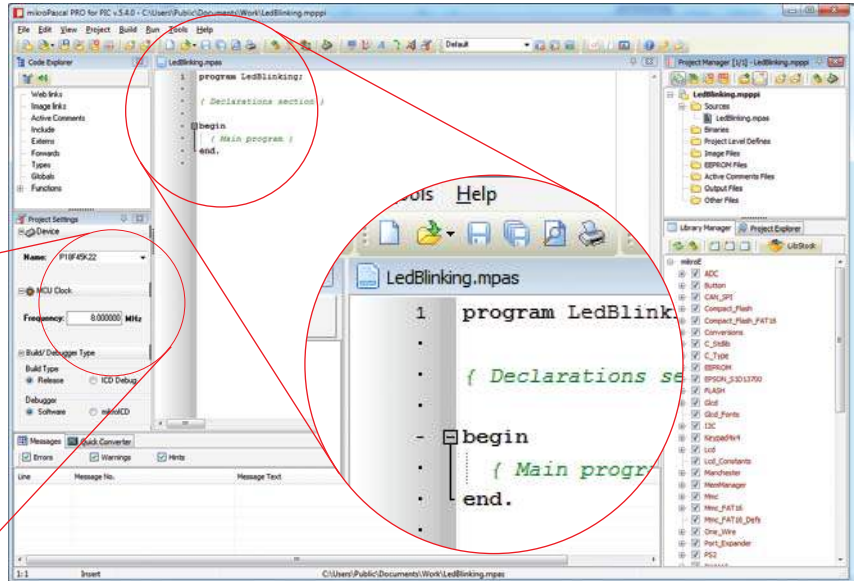 mikroPascal PRO for PIC v.5.4.0 - C:\Users\Public\Documents\Work\LedBlinking.mpppi
File Edit View Project Build Run Tools Help
Default
Code Explorer
Web links
Image links
Active Comments
Include
Externs
Forwards
Types
Globals
Functions
Project Settings
Device
Name: P18F45K22
MCU Clock
Frequency: 8.000000 MHz
Build/Debugger Type
Build Type
Release ICD Debug
Debugger
Software mikroICD
LedBlinking.mpas
1 program LedBlinking;
{ Declarations section }
begin
{ Main program }
end.
ools Help
LedBlinking.mpas
1 program LedBlink
{ Declarations se
begin
{ Main progr
end.
Project Manager [1/1] - LedBlinking.mpppi
LedBlinking.mpppi
Sources
LedBlinking.mpas
Binaries
Project Level Defines
Image Files
EEPROM Files
Active Comments Files
Output Files
Other Files
Library Manager Project Explorer
LibStock
mikroE
ADC
Button
CAN_SPI
Compact_Flash
Compact_Flash_FAT16
Conversions
C_Stdlib
C_Type
EEPROM
EPSON_S1D13700
FLASH
Glcd
Glcd_Fonts
I2C
Keypad4x4
Lcd
Lcd_Constants
Manchester
MemManager
Mmc
Mmc_FAT16
Mmc_FAT16_Defs
One_Wire
Port_Expander
PS2
Messages Quick Converter
Errors Warnings Hints
Line Message No. Message Text
1:1 Insert C:\Users\Public\Documents\Work\LedBlinking.mpas